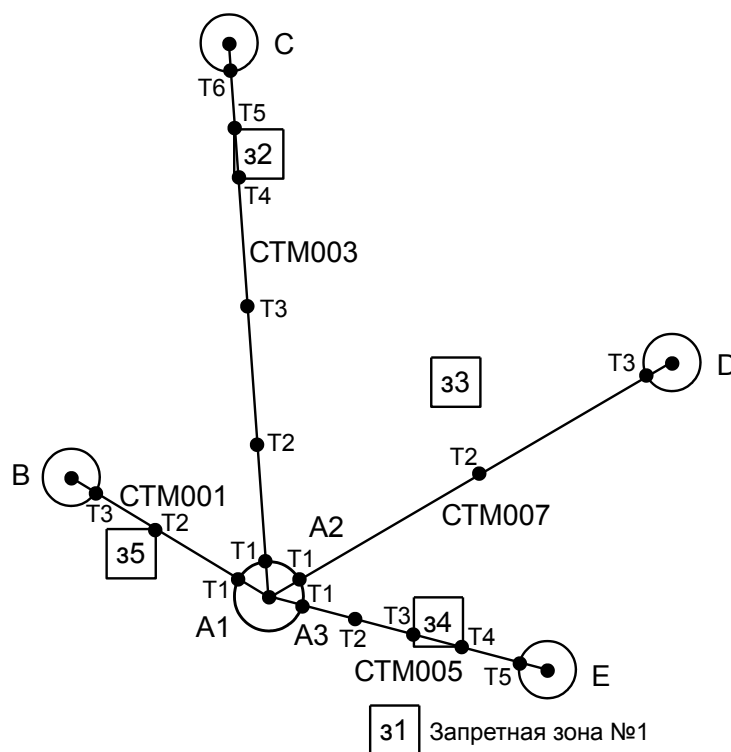 C
T6
T5
з2
T4
CTM003
T3
з3
T3
D
T2
T2
CTM007
B
CTM001
T3
T2
з5
A2
T1
T1
T1
T1
A1
A3
T2
T3
з4
T4
CTM005
T5
E
з1 Запретная зона №1